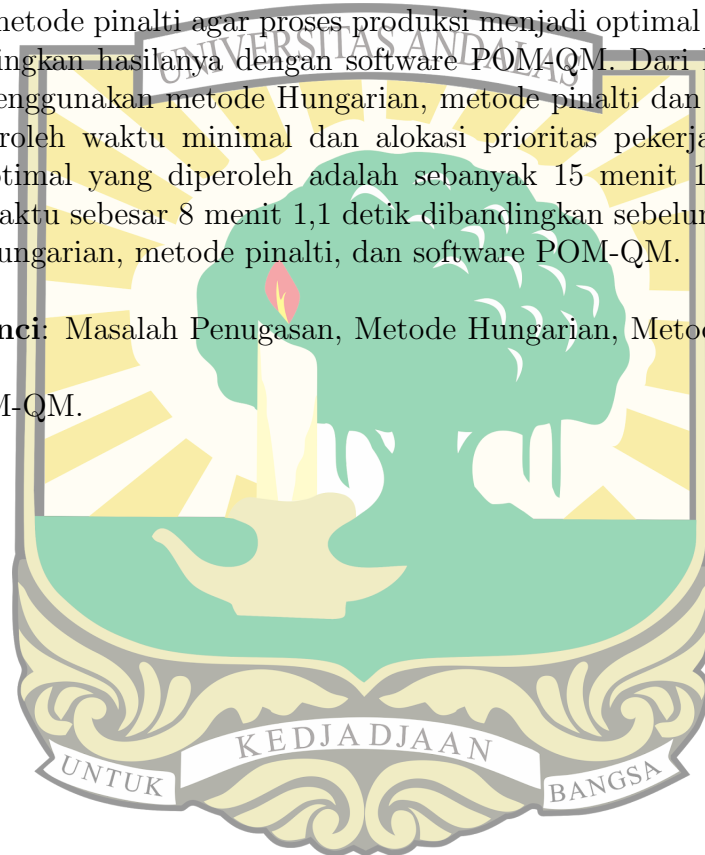 metode pinalti agar proses produksi menjadi optimal
UNIVERSITAS ANDALAS
ingkan hasilanya dengan software POM-QM. Dari
enggunakan metode Hungarian, metode pinalti dan
roleh waktu minimal dan alokasi prioritas pekerja
timal yang diperoleh adalah sebanyak 15 menit 1
aktu sebesar 8 menit 1,1 detik dibandingkan sebelu
ungarian, metode pinalti, dan software POM-QM.
nci: Masalah Penugasan, Metode Hungarian, Meto
M-QM.
UNTUK KEDJADJAAN BANGSA